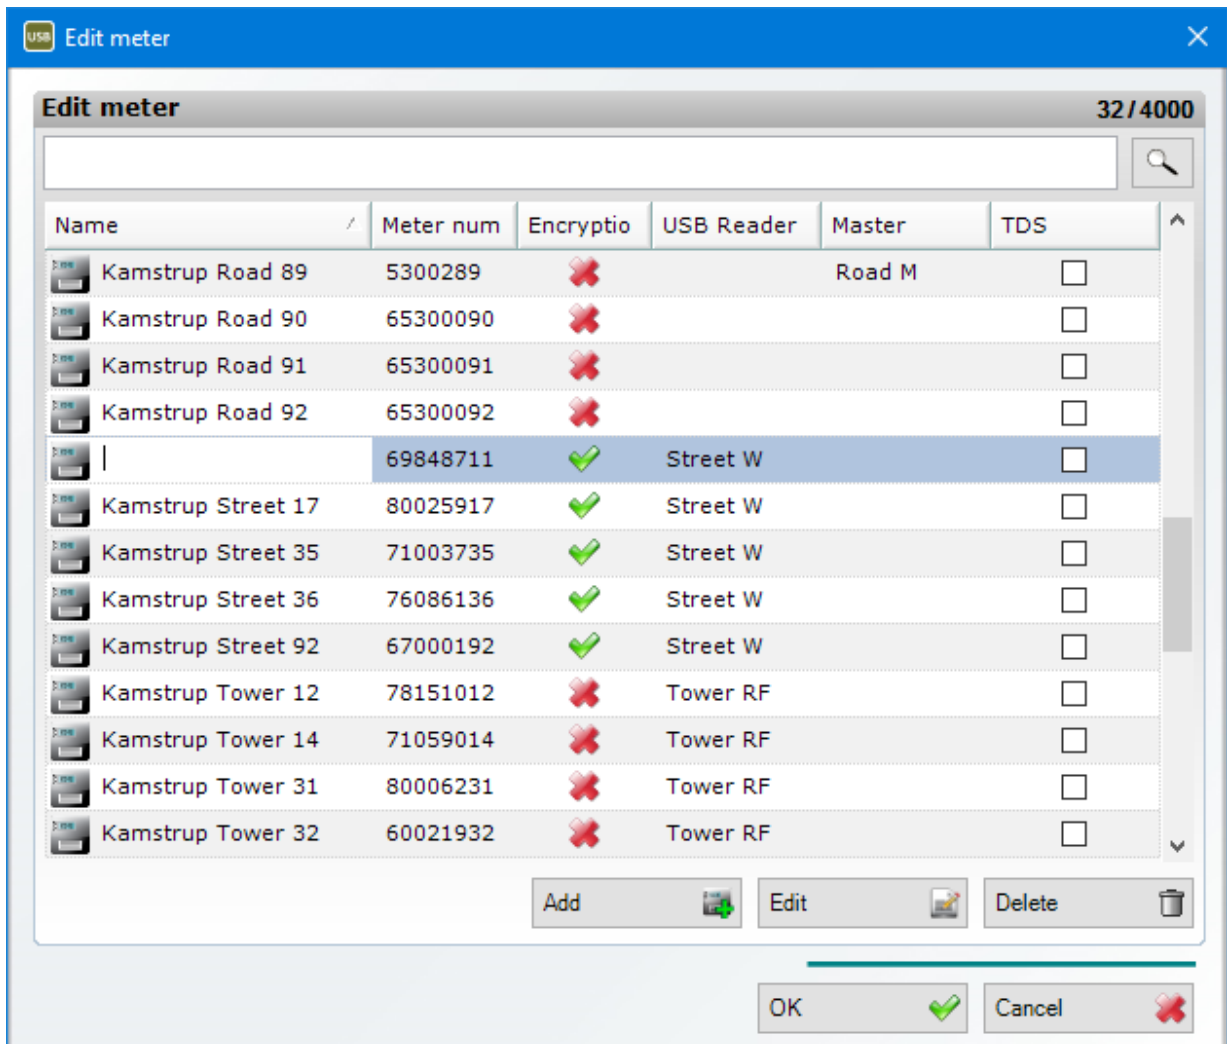 USB Edit meter
Edit meter 32/4000
Name Meter num Encryptio USB Reader Master TDS
Kamstrup Road 89 5300289 Road M
Kamstrup Road 90 65300090
Kamstrup Road 91 65300091
Kamstrup Road 92 65300092
69848711 Street W
Kamstrup Street 17 80025917 Street W
Kamstrup Street 35 71003735 Street W
Kamstrup Street 36 76086136 Street W
Kamstrup Street 92 67000192 Street W
Kamstrup Tower 12 78151012 Tower RF
Kamstrup Tower 14 71059014 Tower RF
Kamstrup Tower 31 80006231 Tower RF
Kamstrup Tower 32 60021932 Tower RF
Add Edit Delete
OK Cancel